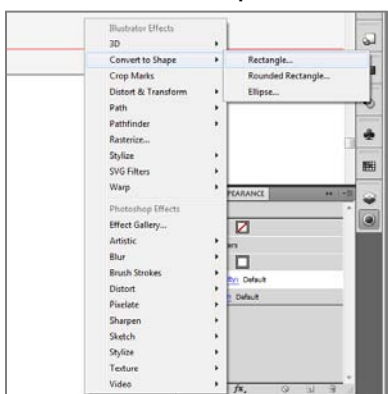 Illustrator Effects
3D
Convert to Shape
Rectangle...
Crop Marks
Rounded Rectangle...
Distort & Transform
Ellipse...
Path
Pathfinder
Rasterize...
Stylize
SVG Filters
Warp
PEARANCE
Photoshop Effects
Effect Gallery...
Artistic
Blur
Brush Strokes
Default
Distort
Default
Pixelate
Sharpen
Sketch
Stylize
Texture
Video
fx.